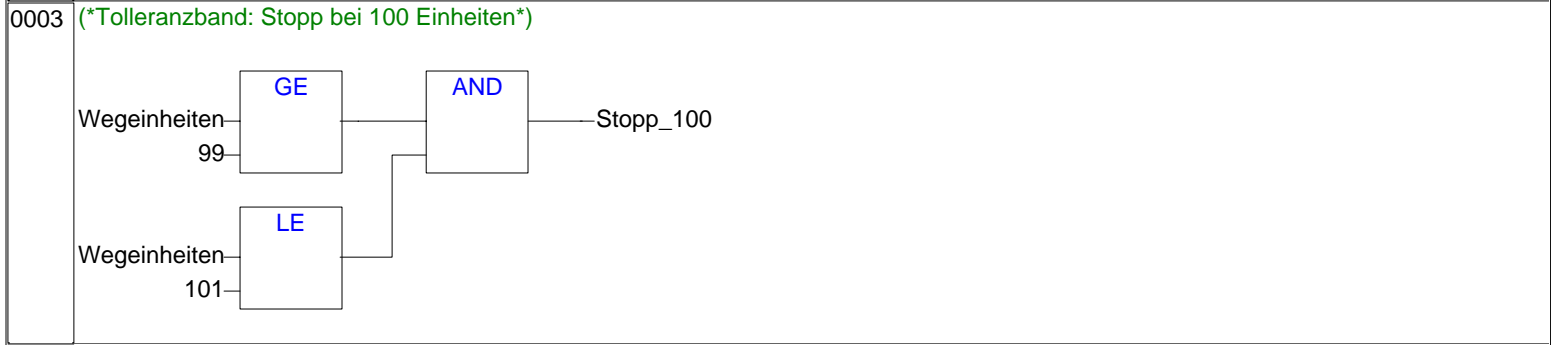 0003 (*Tolleranzband: Stopp bei 100 Einheiten*)
GE AND
Wegeinheiten Stopp_100
99
LE
Wegeinheiten
101